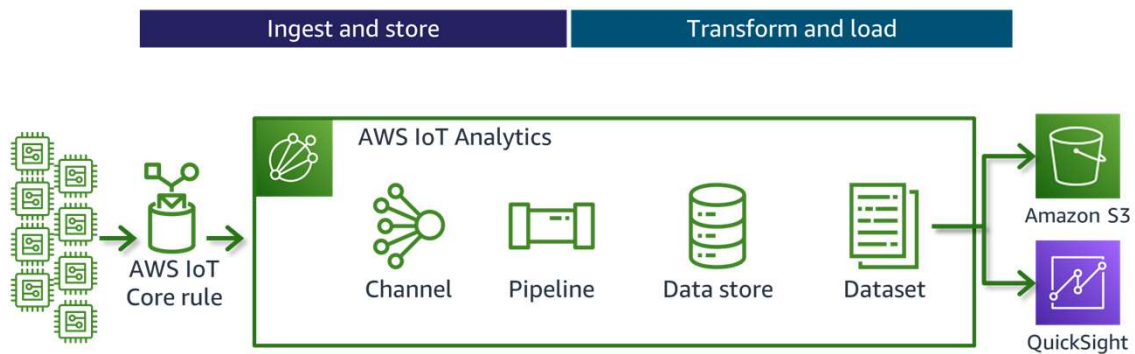 Ingest and store
Transform and load
AWS IoT Analytics
AWS IoT
Core rule
Channel
Pipeline
Data store
Dataset
Amazon S3
QuickSight